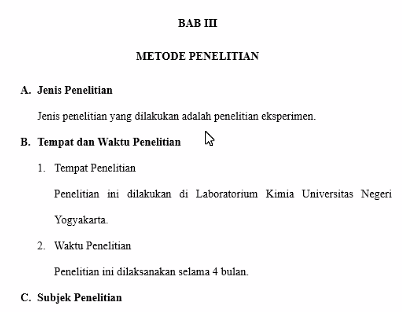 BAB III
METODE PENELITIAN
A. Jenis Penelitian
Jenis penelitian yang dilakukan adalah penelitian eksperimen.
B. Tempat dan Waktu Penelitian
1. Tempat Penelitian
Penelitian ini dilakukan di Laboratorium Kimia Universitas Negeri
Yogyakarta.
2. Waktu Penelitian
Penelitian ini dilaksanakan selama 4 bulan.
C. Subjek Penelitian